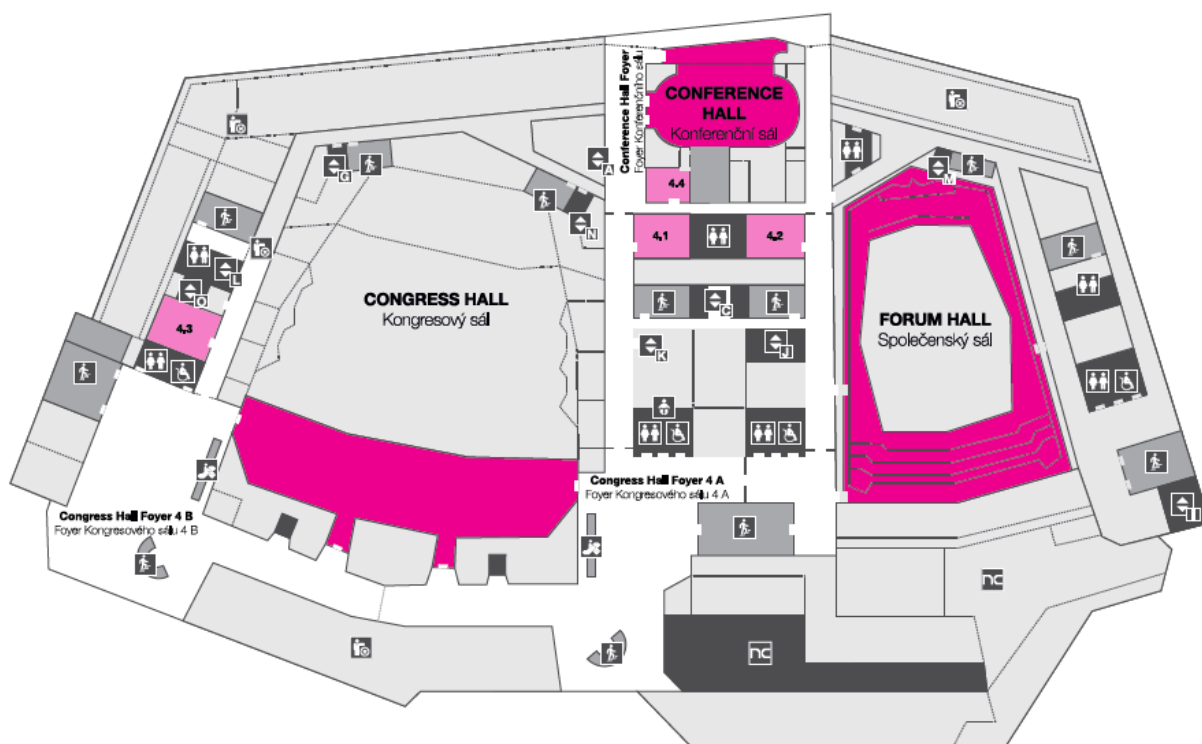 Conference Hall Foyer
Foyer Konferenčního sálu
CONFERENCE
HALL
Konferenční sál
A
G
M
4.4
N
4.1
4.2
L
O
C
CONGRESS HALL
Kongresový sál
FORUM HALL
Společenský sál
4.3
K
J
Congress Hall Foyer 4 A
Foyer Kongresového sálu 4 A
Congress Hall Foyer 4 B
Foyer Kongresového sálu 4 B
nc
nc